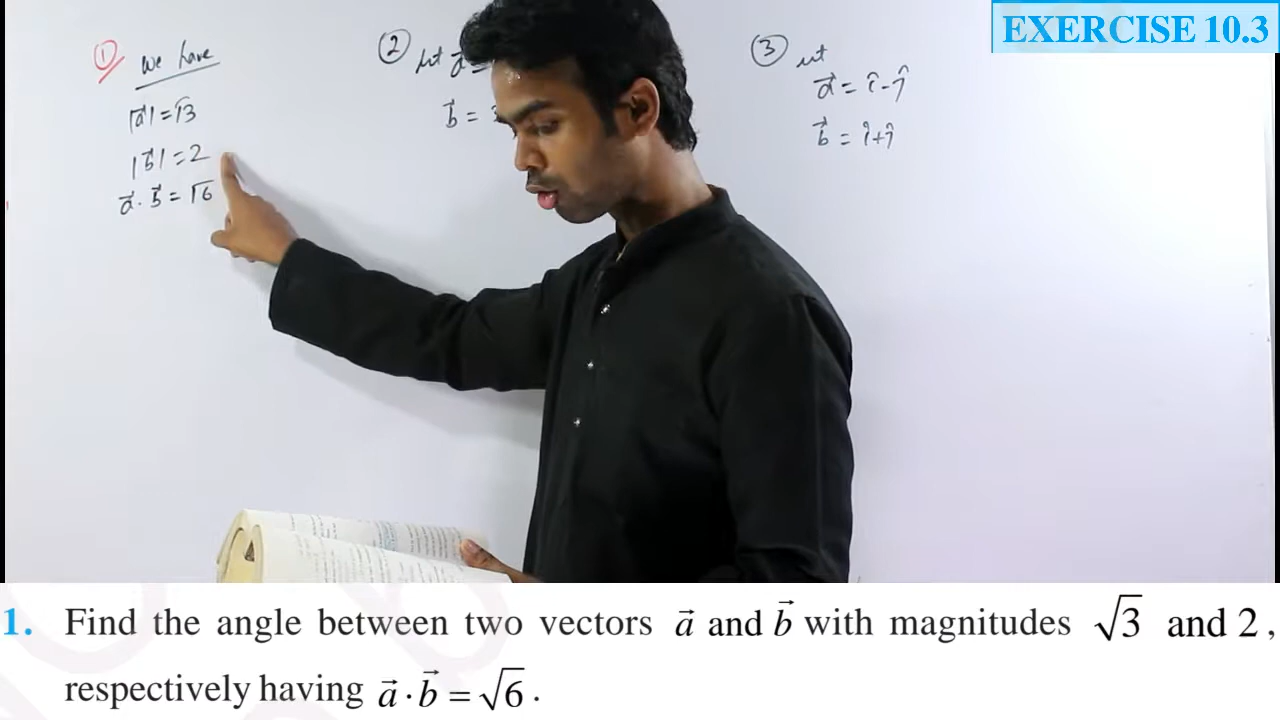 EXERCISE 10.3
① we have
|a⃗| = √3
|b⃗| = 2
a⃗ . b⃗ = √6
② let a⃗ =
b⃗ =
③ let
a⃗ = î - ĵ
b⃗ = î + ĵ
1. Find the angle between two vectors a⃗ and b⃗ with magnitudes √3 and 2,
respectively having a⃗ · b⃗ = √6.